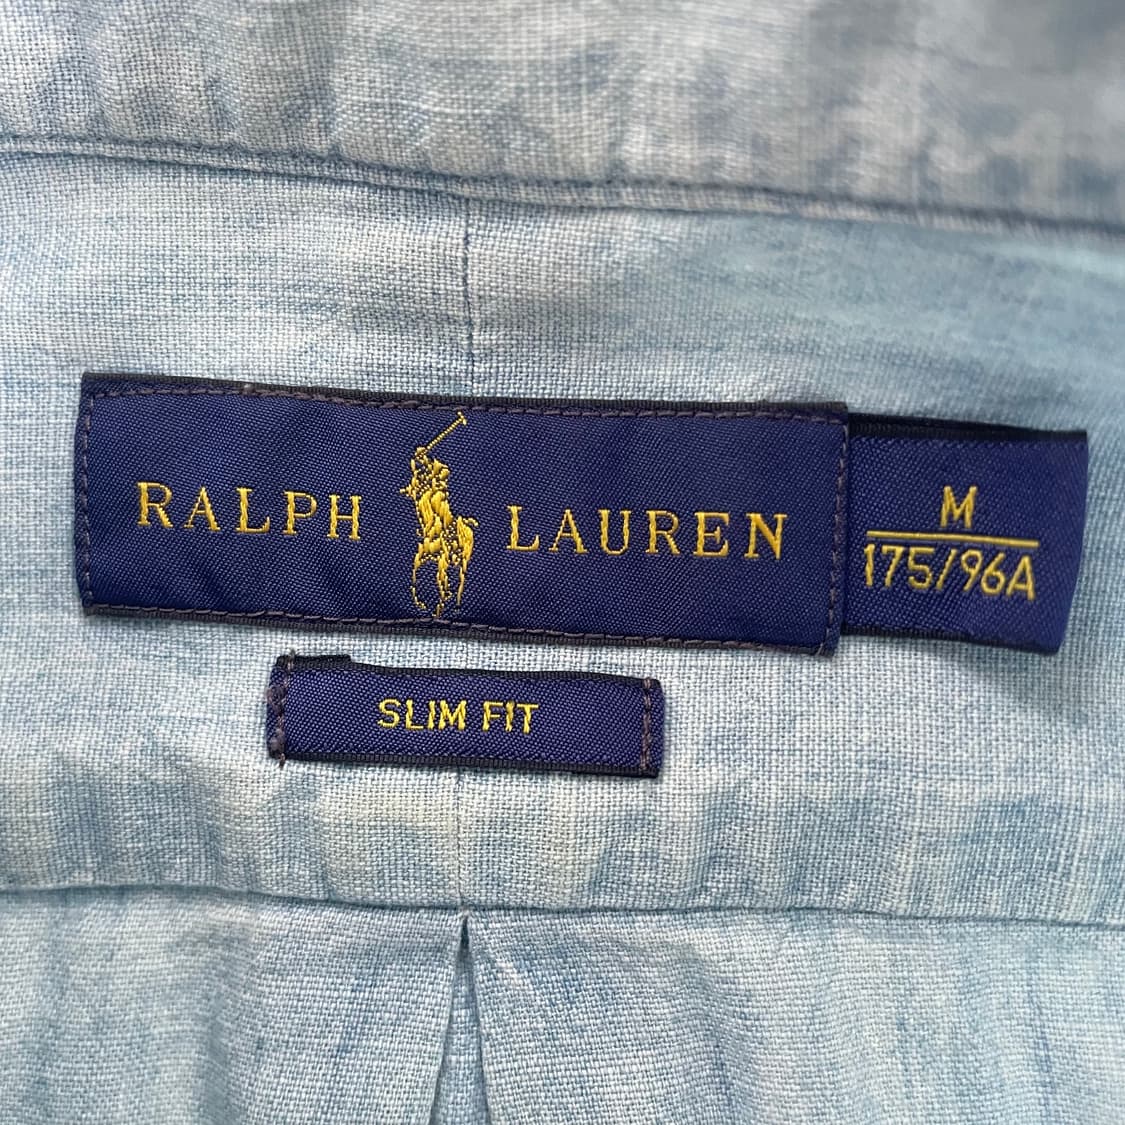 RALPH LAUREN
M
175/96A
SLIM FIT